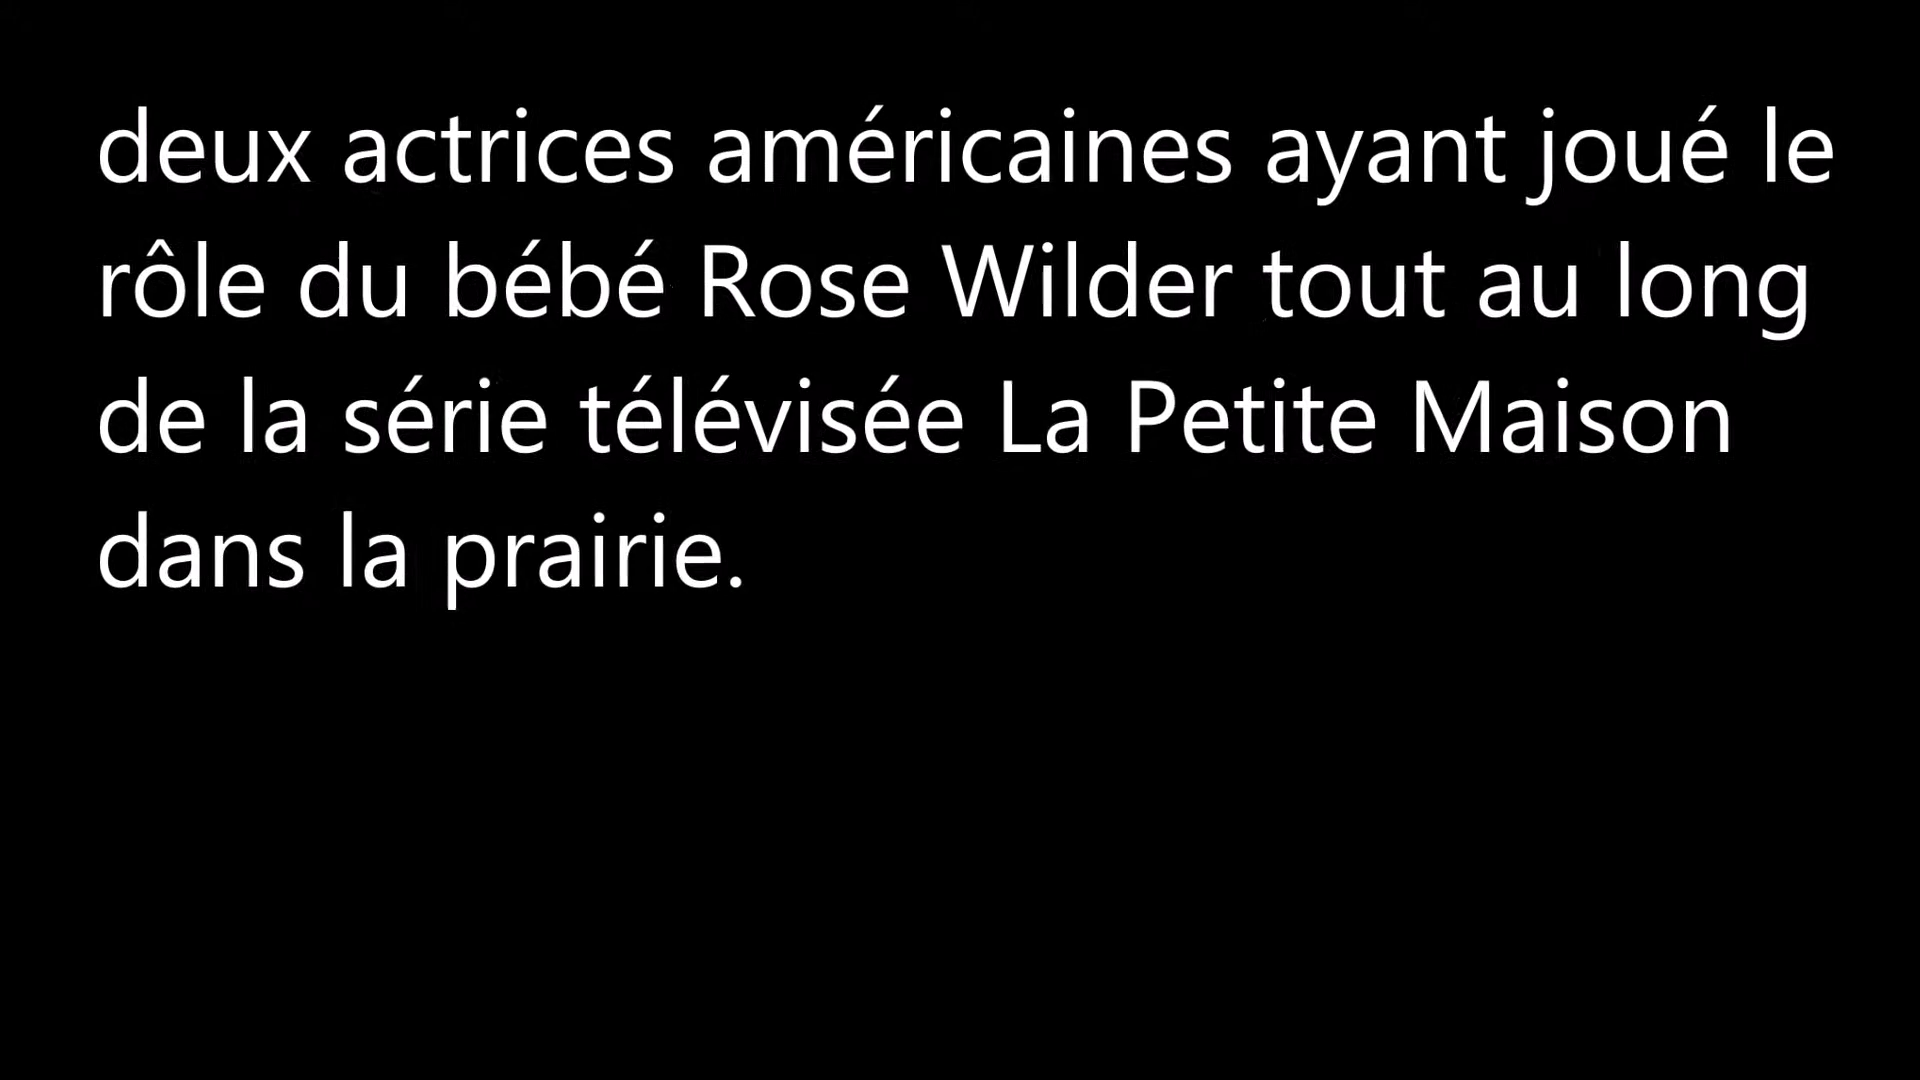 deux actrices américaines ayant joué le
rôle du bébé Rose Wilder tout au long
de la série télévisée La Petite Maison
dans la prairie.